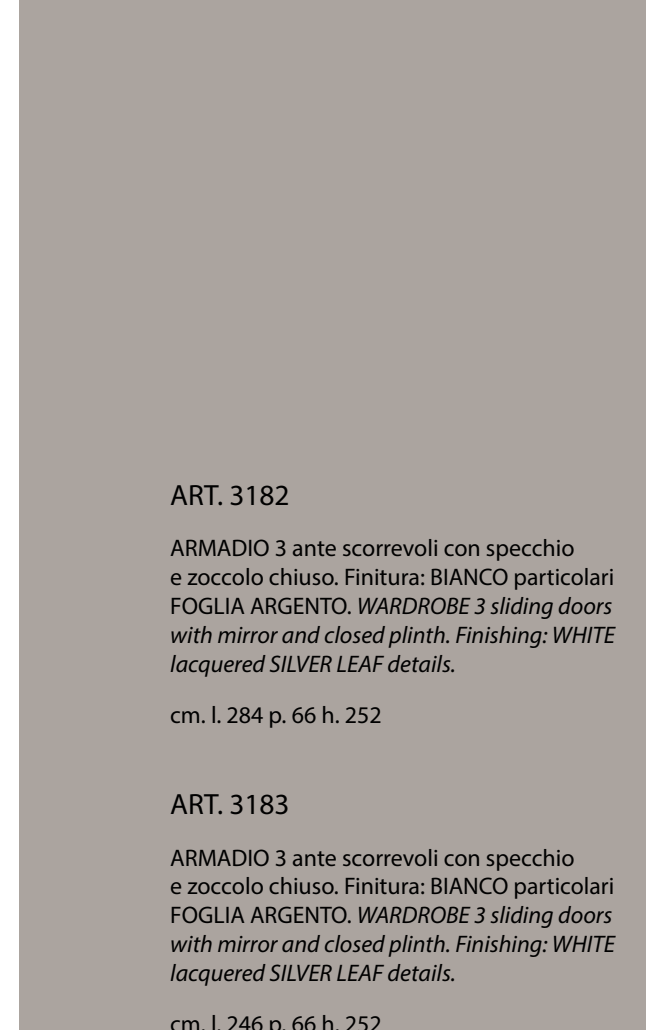 ART. 3182
ARMADIO 3 ante scorrevoli con specchio
e zoccolo chiuso. Finitura: BIANCO particolari
FOGLIA ARGENTO. WARDROBE 3 sliding doors
with mirror and closed plinth. Finishing: WHITE
lacquered SILVER LEAF details.
cm. l. 284 p. 66 h. 252
ART. 3183
ARMADIO 3 ante scorrevoli con specchio
e zoccolo chiuso. Finitura: BIANCO particolari
FOGLIA ARGENTO. WARDROBE 3 sliding doors
with mirror and closed plinth. Finishing: WHITE
lacquered SILVER LEAF details.
cm. l. 246 p. 66 h. 252